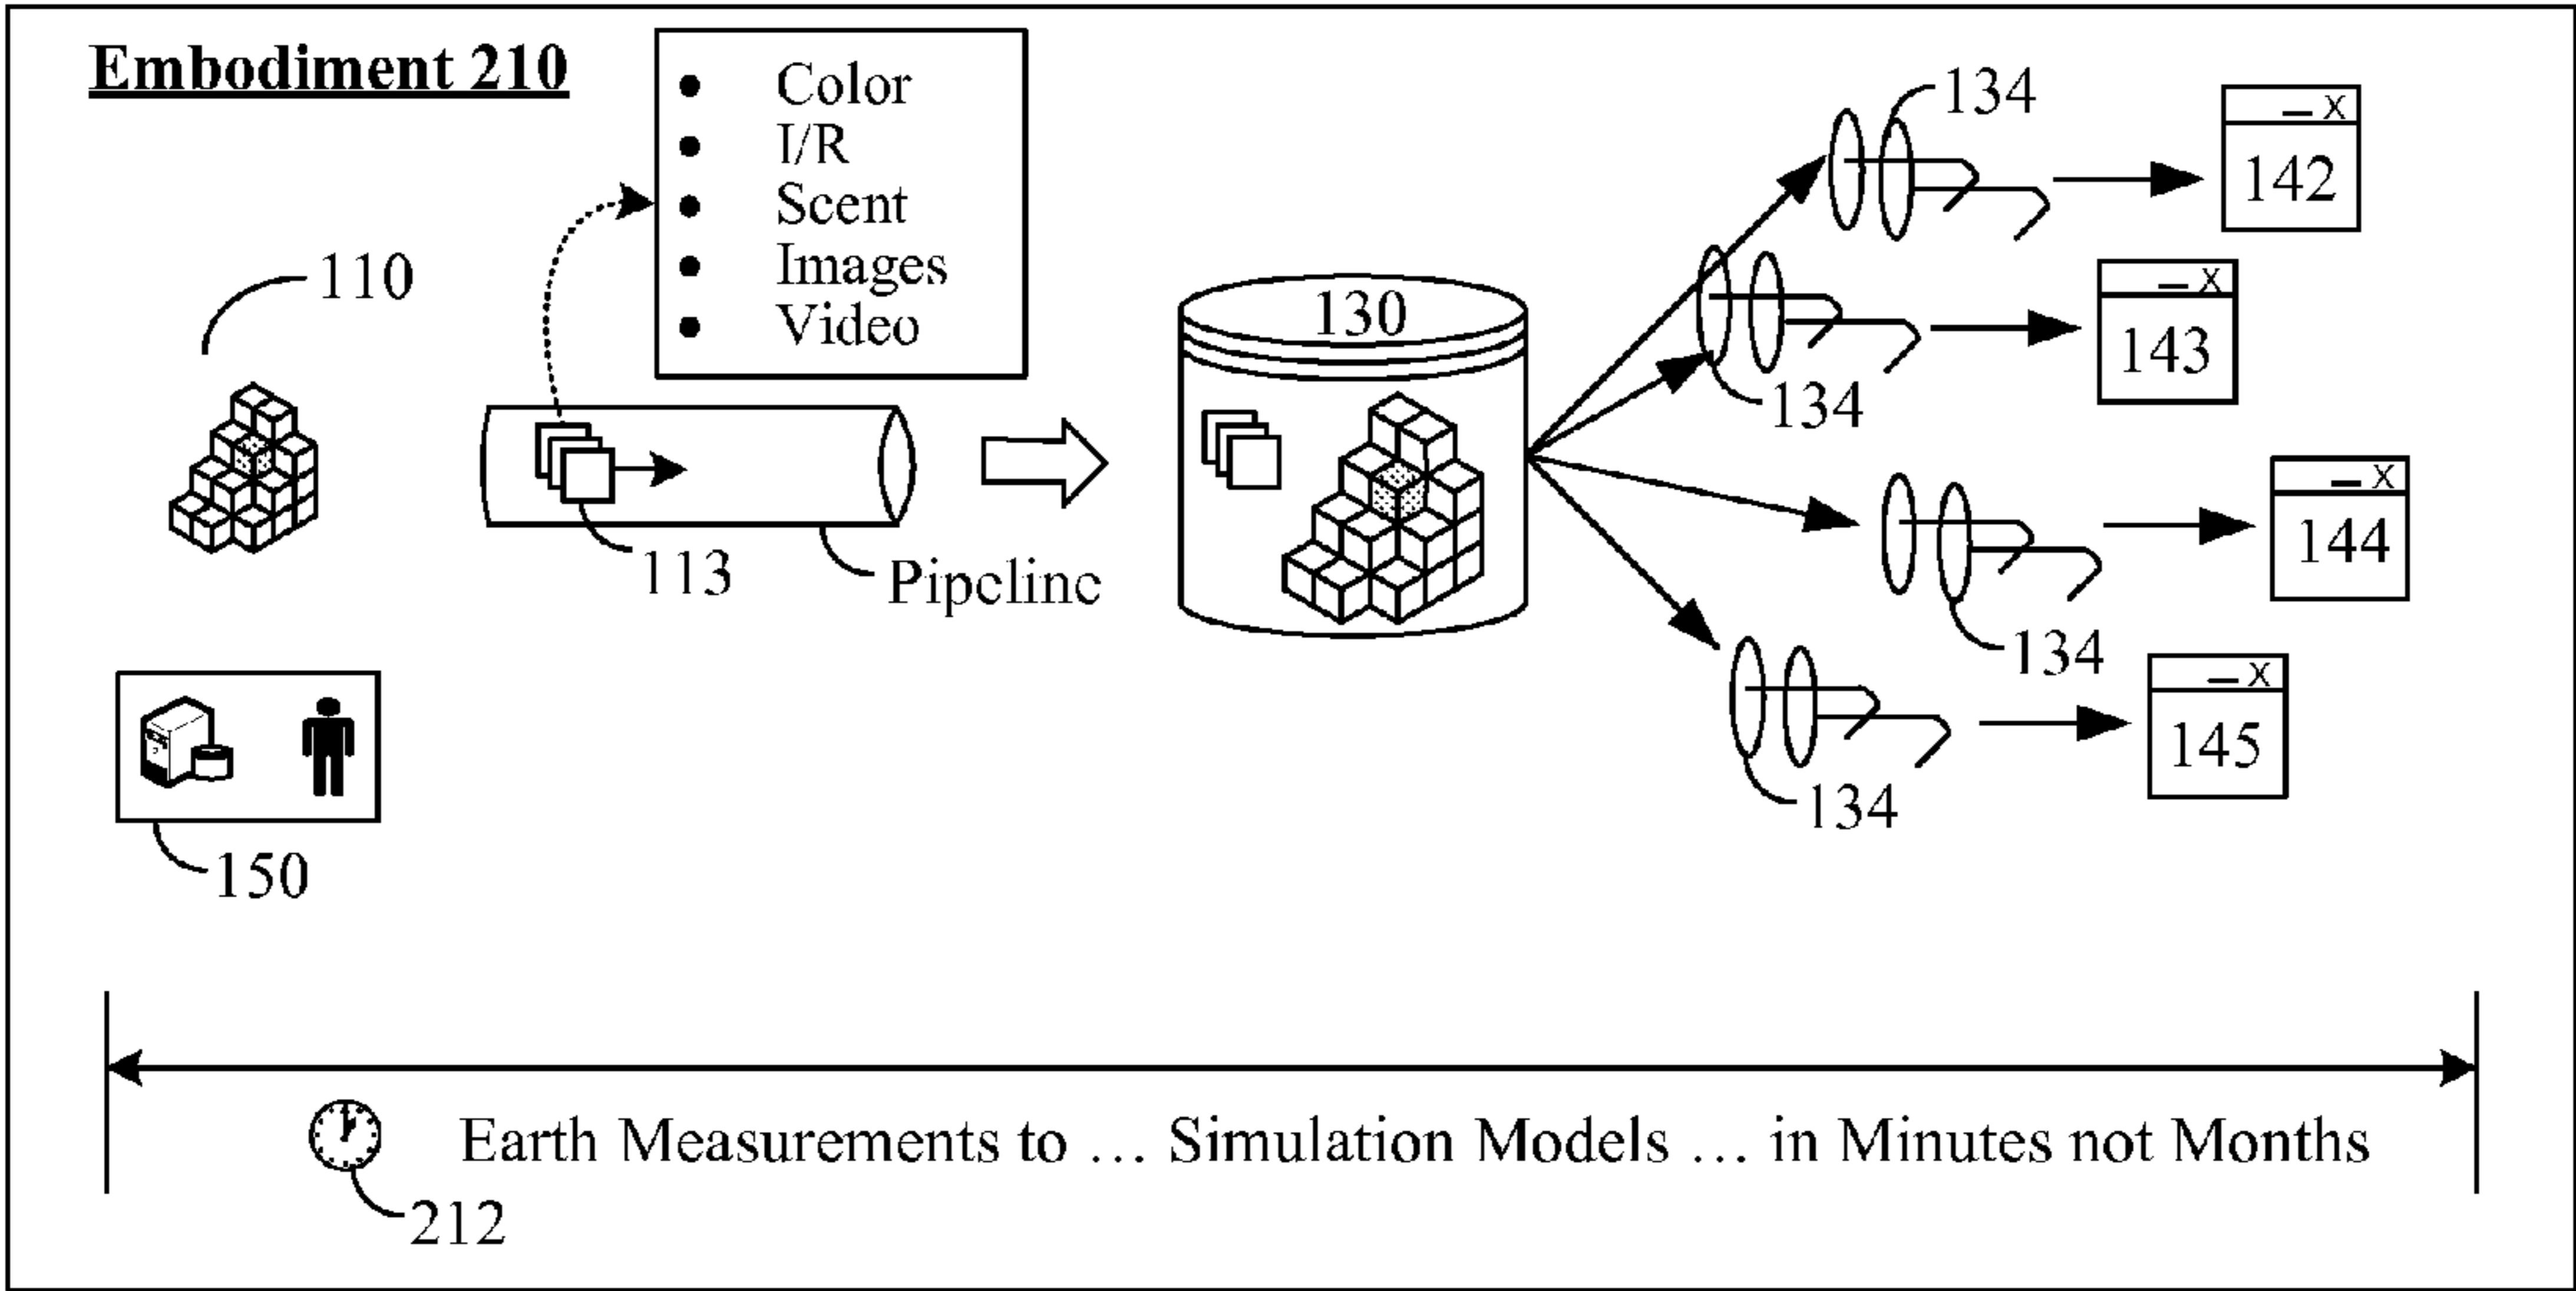 Embodiment 210
• Color
• I/R
• Scent
• Images
• Video
110
113
Pipeline
130
134
_ X
142
_ X
143
134
_ X
144
134
_ X
145
134
150
Earth Measurements to ... Simulation Models ... in Minutes not Months
212